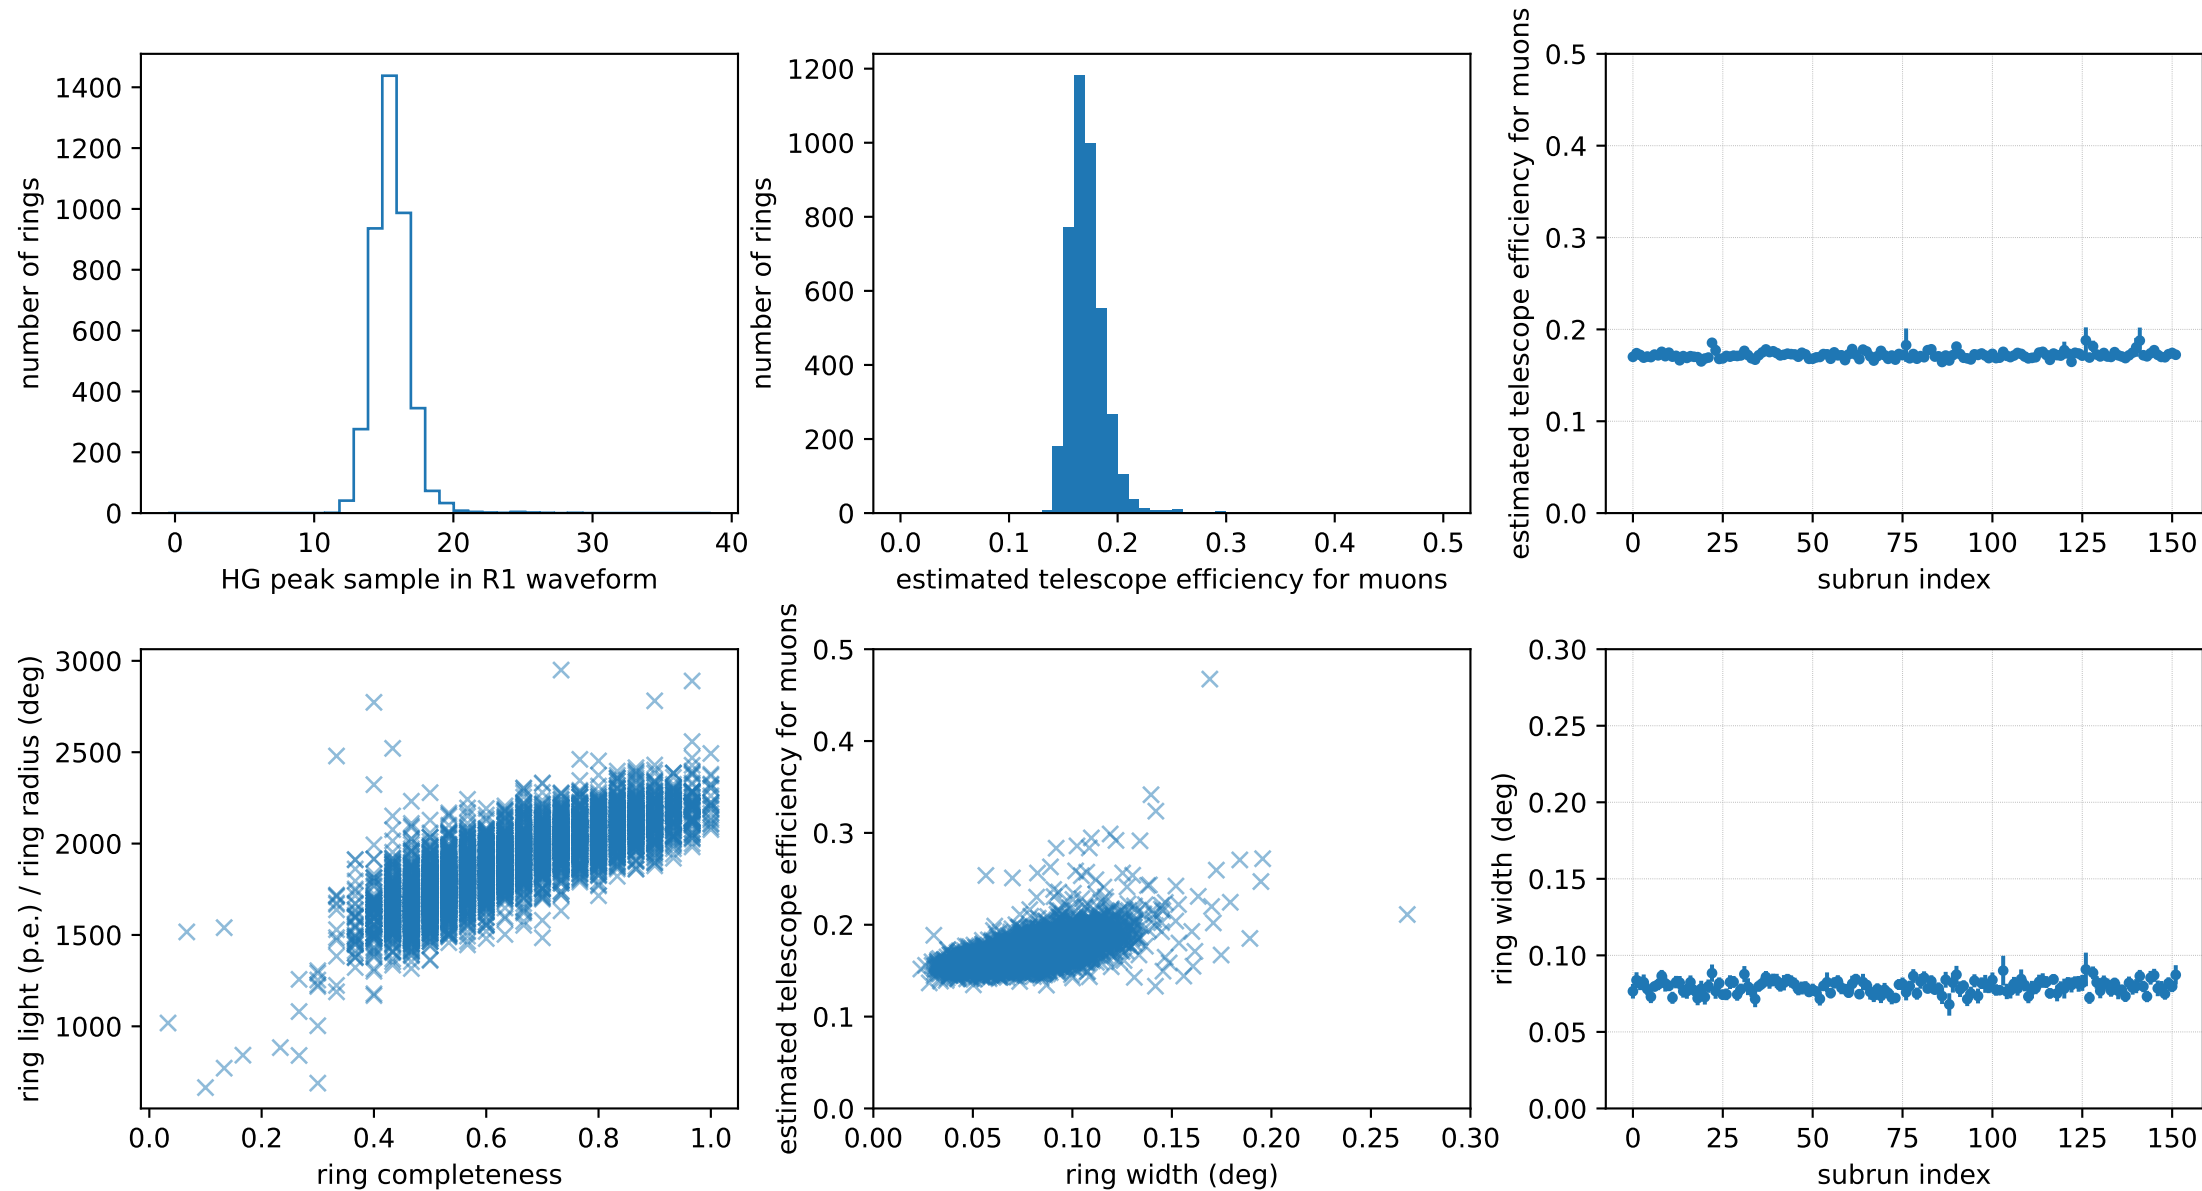 number of rings
1400
1200
1000
800
600
400
200
0
0 10 20 30 40
HG peak sample in R1 waveform
number of rings
1200
1000
800
600
400
200
0
0.0 0.1 0.2 0.3 0.4 0.5
estimated telescope efficiency for muons
estimated telescope efficiency for muons
0.5
0.4
0.3
0.2
0.1
0.0
0 25 50 75 100 125 150
subrun index
ring light (p.e.) / ring radius (deg)
3000
2500
2000
1500
1000
0.0 0.2 0.4 0.6 0.8 1.0
ring completeness
estimated telescope efficiency for muons
0.5
0.4
0.3
0.2
0.1
0.0
0.00 0.05 0.10 0.15 0.20 0.25 0.30
ring width (deg)
ring width (deg)
0.30
0.25
0.20
0.15
0.10
0.05
0.00
0 25 50 75 100 125 150
subrun index